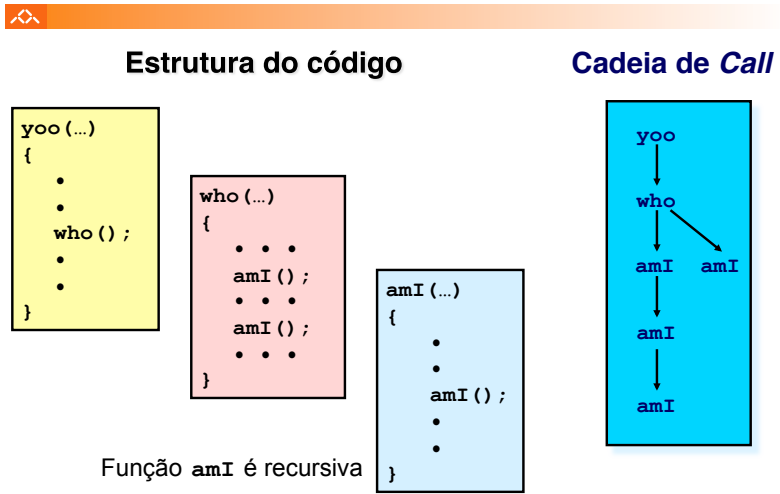 Estrutura do código
Cadeia de Call
yoo(…)
{
•
•
who();
•
•
}
who(…)
{
• • •
amI();
• • •
amI();
• • •
}
amI(…)
{
•
•
amI();
•
•
}
Função amI é recursiva
yoo
who
amI amI
amI
amI